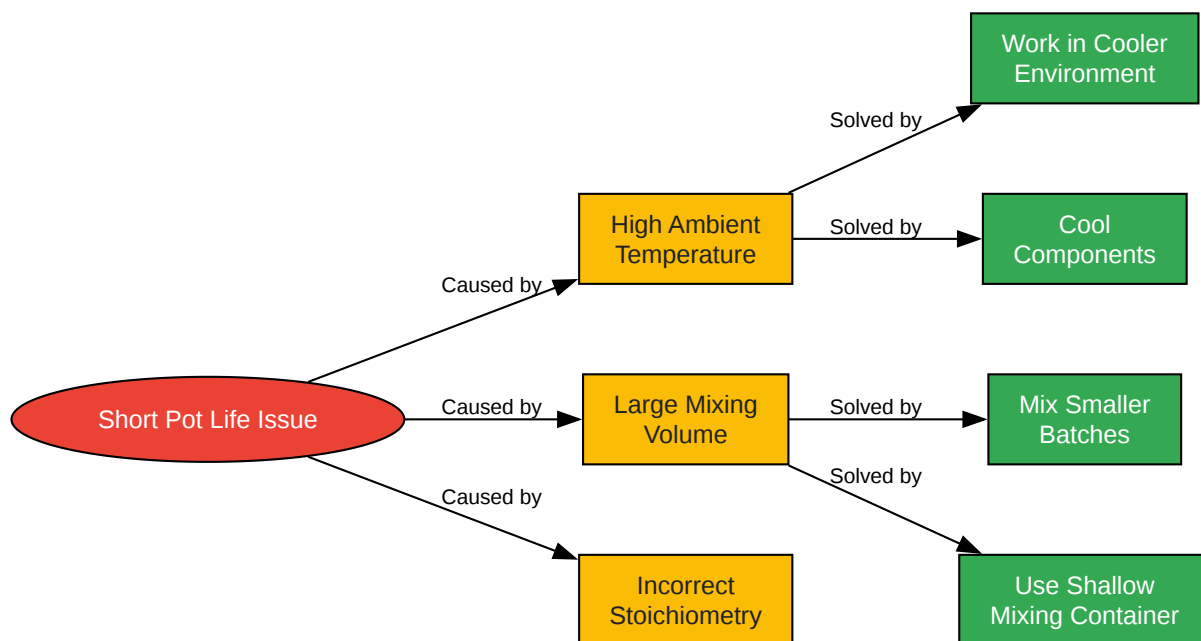 Short Pot Life Issue
Caused by
Caused by
Caused by
High Ambient
Temperature
Large Mixing
Volume
Incorrect
Stoichiometry
Solved by
Solved by
Solved by
Solved by
Work in Cooler
Environment
Cool
Components
Mix Smaller
Batches
Use Shallow
Mixing Container